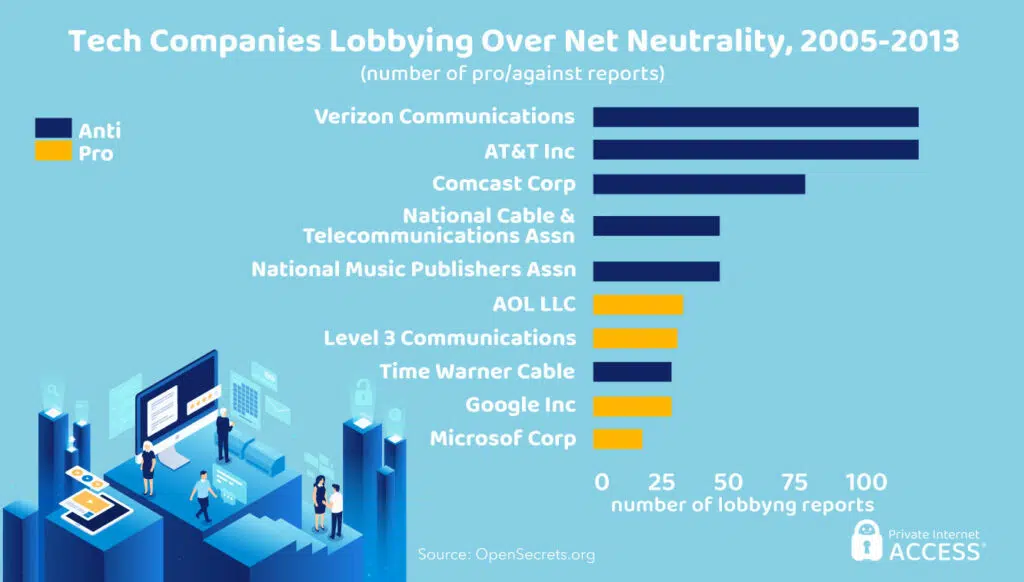 Tech Companies Lobbying Over Net Neutrality, 2005-2013
(number of pro/against reports)
Anti
Pro
Verizon Communications
AT&T Inc
Comcast Corp
National Cable &
Telecommunications Assn
National Music Publishers Assn
AOL LLC
Level 3 Communications
Time Warner Cable
Google Inc
Microsof Corp
0 25 50 75 100
number of lobbyng reports
Source: OpenSecrets.org
Private Internet
ACCESS®